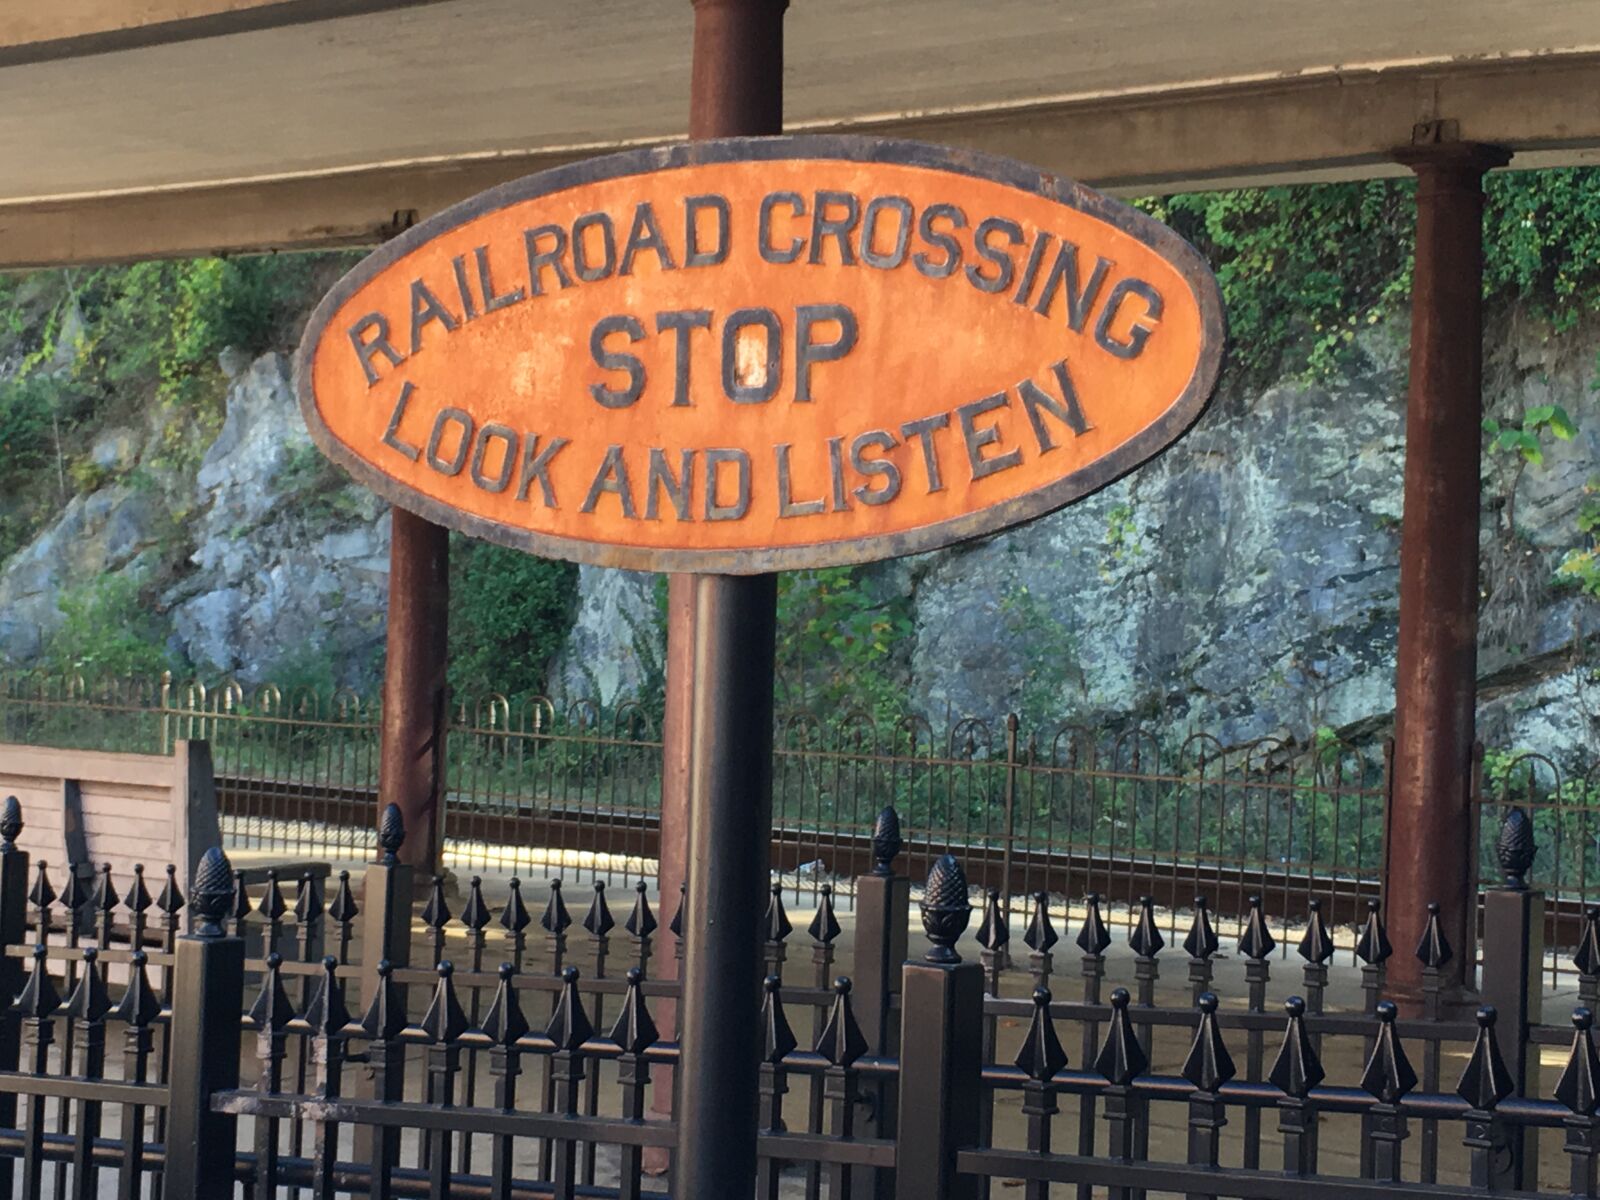 RAILROAD CROSSING
STOP
LOOK AND LISTEN